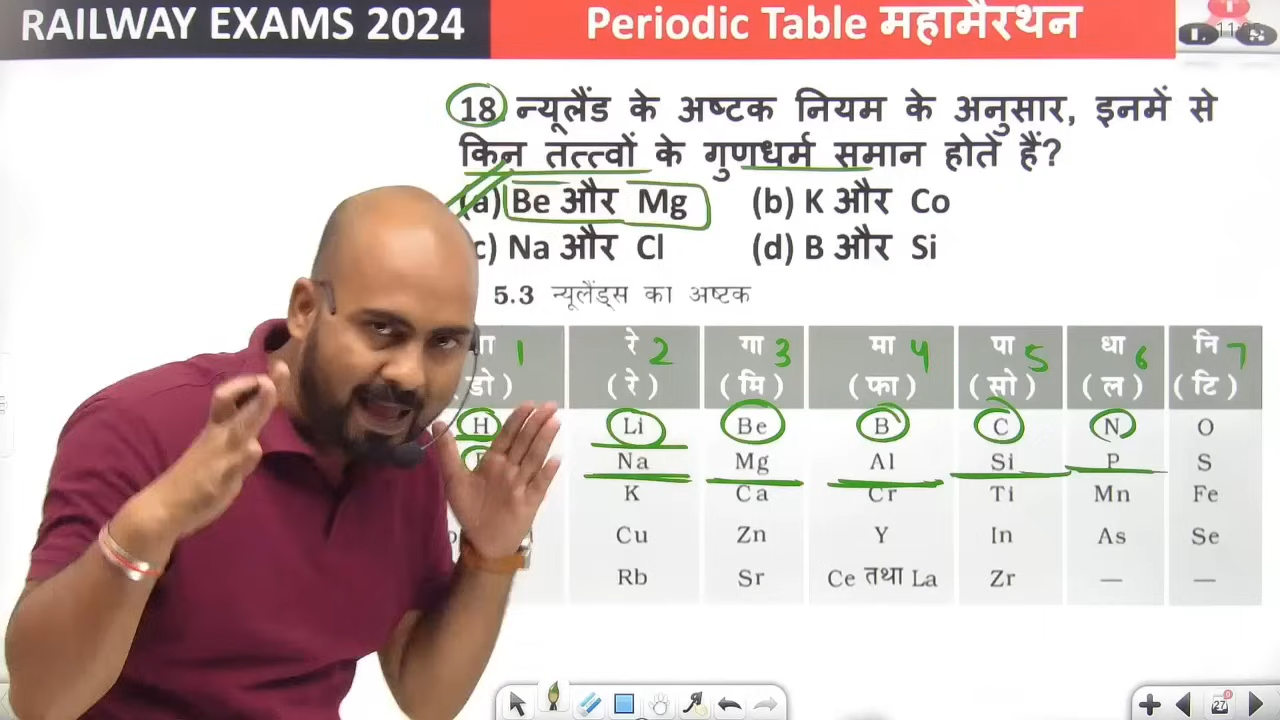 RAILWAY EXAMS 2024
Periodic Table महामैरथन
18. न्यूलैंड के अष्टक नियम के अनुसार, इनमें से
किन तत्त्वों के गुणधर्म समान होते हैं?
(a) Be और Mg (b) K और Co
c) Na और Cl (d) B और Si
5.3 न्यूलैंड्स का अष्टक
1 रे 2 गा 3 मा 4 पा 5 धा 6 नि 7
डो) (रे) (मि) (फा) (सो) (ल) (टि)
H Li Be B C N O
Na Mg Al Si P S
K Ca Cr Ti Mn Fe
Cu Zn Y In As Se
Rb Sr Ce तथा La Zr — —
27